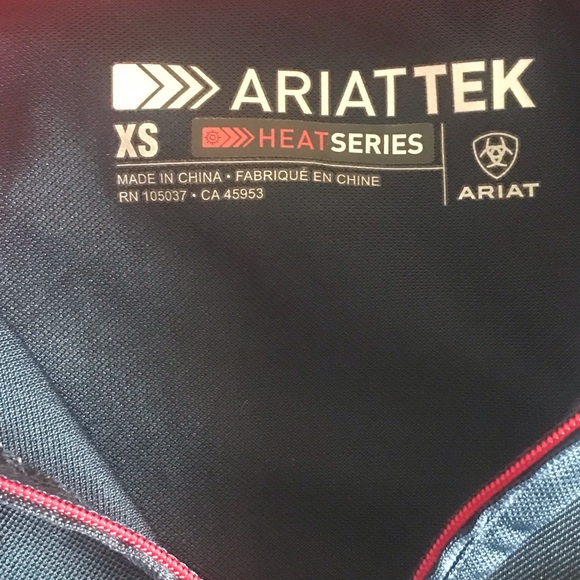 ARIATTEK
XS
HEATSERIES
MADE IN CHINA • FABRIQUÉ EN CHINE
RN 105037 • CA 45953
ARIAT